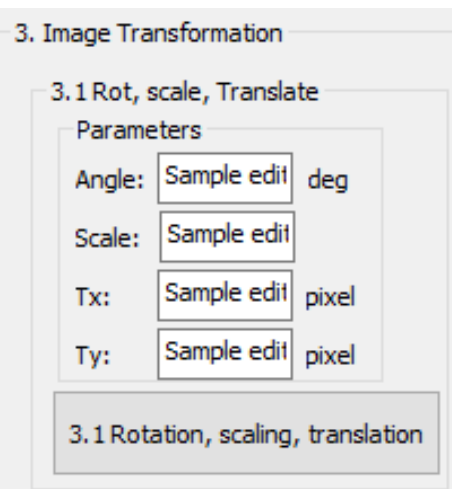 3. Image Transformation
3.1 Rot, scale, Translate
Parameters
Angle: Sample edit deg
Scale: Sample edit
Tx: Sample edit pixel
Ty: Sample edit pixel
3.1 Rotation, scaling, translation